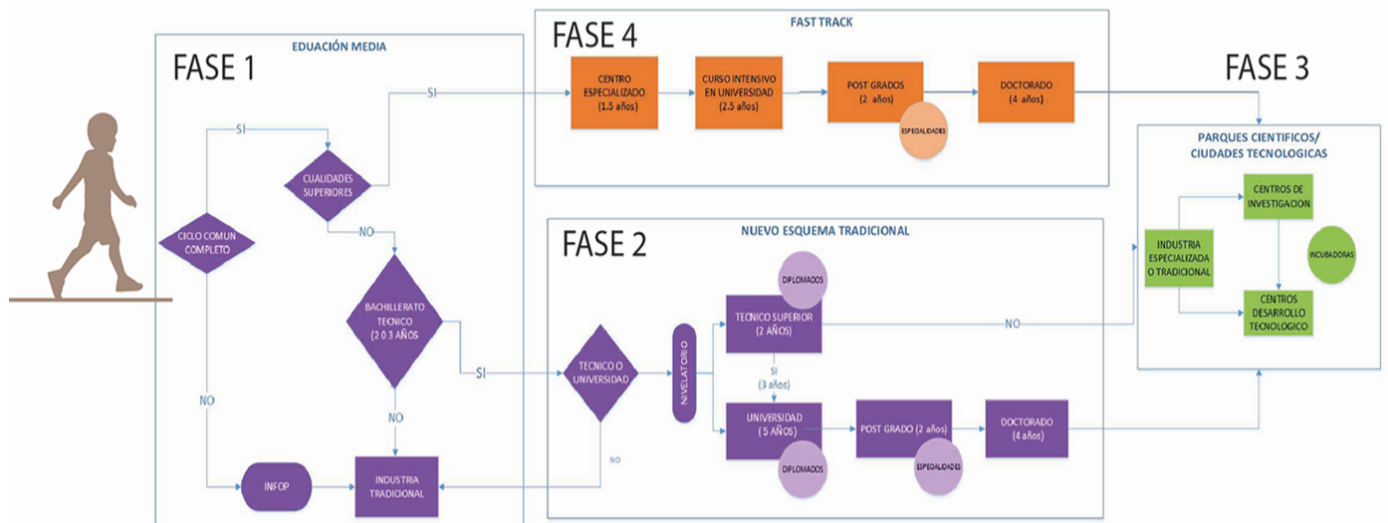 FASE 1
EDUACIÓN MEDIA
SI
CUALIDADES
SUPERIORES
SI
NO
CICLO COMUN
COMPLETO
BACHILLERATO
TECNICO
(2 0 3 AÑOS
SI
NO
NO
INFOP
INDUSTRIA
TRADICIONAL
FASE 4
FAST TRACK
CENTRO
ESPECIALIZADO
(1.5 años)
CURSO INTENSIVO
EN UNIVERSIDAD
(2.5 años)
POST GRADOS
(2 años)
ESPECIALIDADES
DOCTORADO
(4 años)
FASE 2
NUEVO ESQUEMA TRADICIONAL
TECNICO O
UNIVERSIDAD
NO
NIVELATORIO
DIPLOMADOS
TECNICO SUPERIOR
(2 AÑOS)
NO
SI
(3 años)
UNIVERSIDAD
(5 AÑOS)
DIPLOMADOS
POST GRADO (2 años)
ESPECIALIDADES
DOCTORADO
(4 años)
FASE 3
PARQUES CIENTIFICOS/
CIUDADES TECNOLOGICAS
CENTROS DE
INVESTIGACION
INDUSTRIA
ESPECIALIZADA
O TRADICIONAL
INCUBADORAS
CENTROS
DESARROLLO
TECNOLOGICO